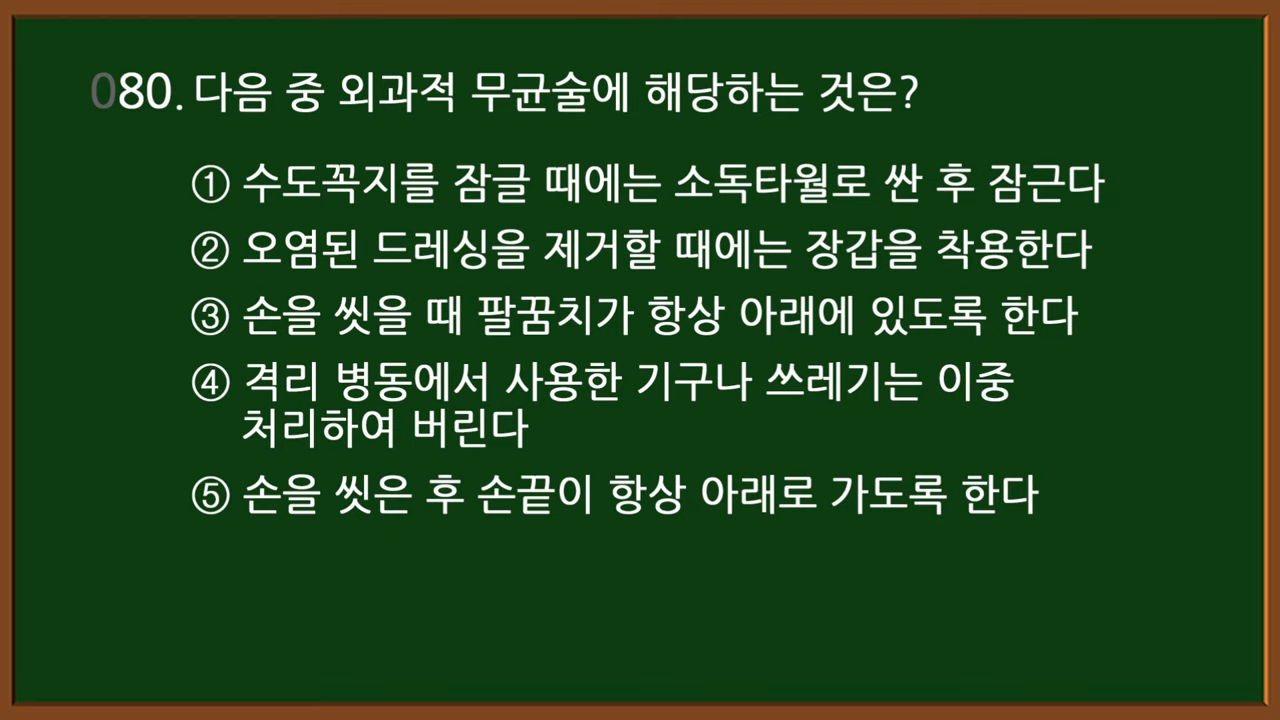 080. 다음 중 외과적 무균술에 해당하는 것은?
① 수도꼭지를 잠글 때에는 소독타월로 싼 후 잠근다
② 오염된 드레싱을 제거할 때에는 장갑을 착용한다
③ 손을 씻을 때 팔꿈치가 항상 아래에 있도록 한다
④ 격리 병동에서 사용한 기구나 쓰레기는 이중
처리하여 버린다
⑤ 손을 씻은 후 손끝이 항상 아래로 가도록 한다